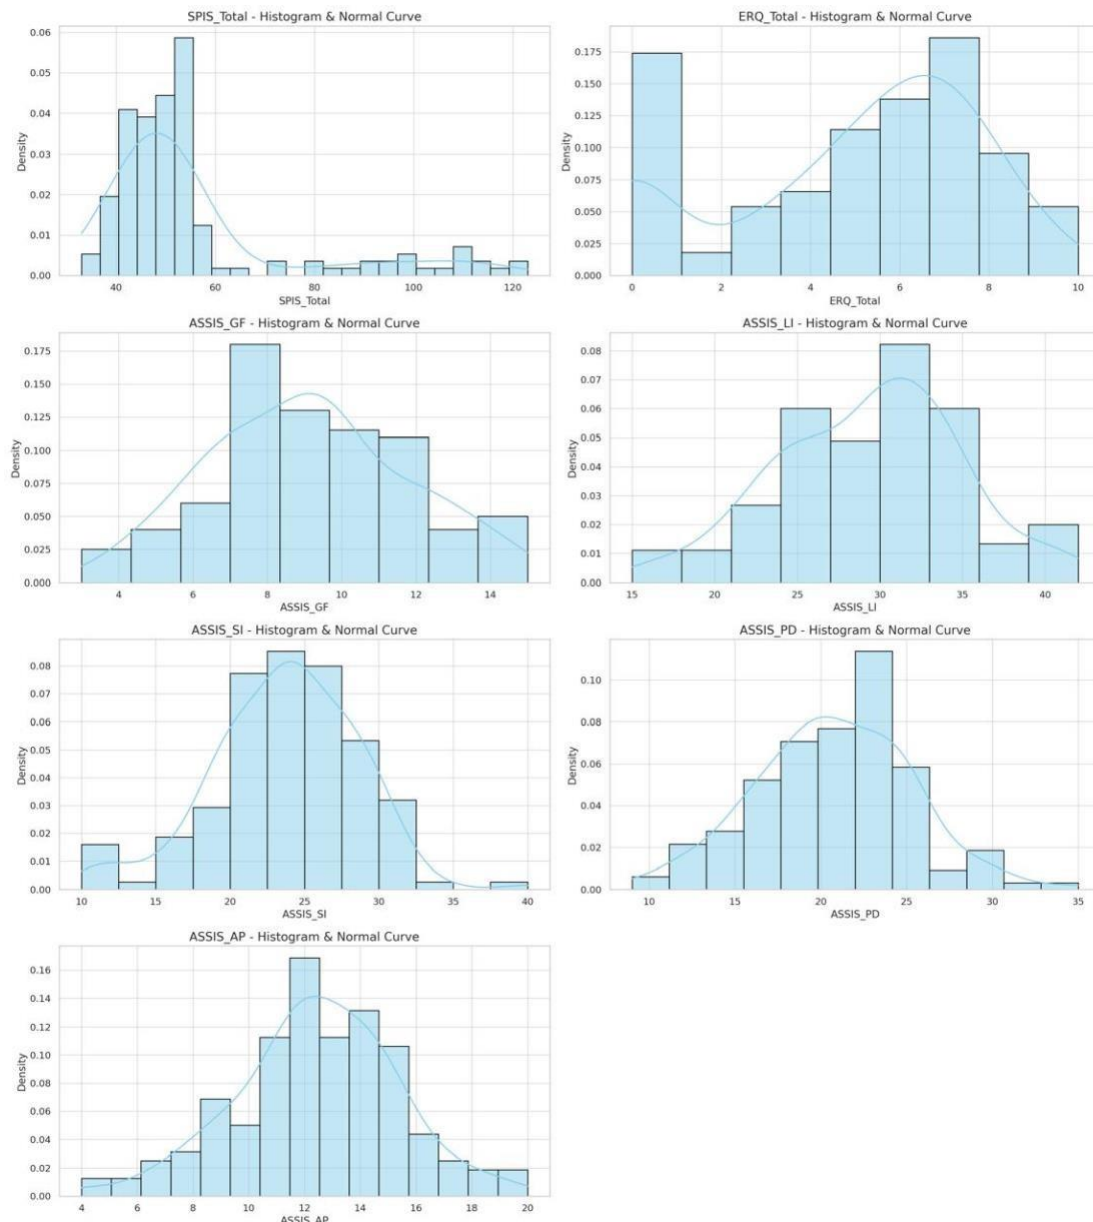 SPIS_Total - Histogram & Normal Curve
0.06
0.05
0.04
0.03
0.02
0.01
0.00
Density
40 60 80 100 120
SPIS_Total
ERQ_Total - Histogram & Normal Curve
0.175
0.150
0.125
0.100
0.075
0.050
0.025
0.000
Density
0 2 4 6 8 10
ERQ_Total
ASSIS_GF - Histogram & Normal Curve
0.175
0.150
0.125
0.100
0.075
0.050
0.025
0.000
Density
4 6 8 10 12 14
ASSIS_GF
ASSIS_LI - Histogram & Normal Curve
0.08
0.07
0.06
0.05
0.04
0.03
0.02
0.01
0.00
Density
15 20 25 30 35 40
ASSIS_LI
ASSIS_SI - Histogram & Normal Curve
0.08
0.07
0.06
0.05
0.04
0.03
0.02
0.01
0.00
Density
10 15 20 25 30 35 40
ASSIS_SI
ASSIS_PD - Histogram & Normal Curve
0.10
0.08
0.06
0.04
0.02
0.00
Density
10 15 20 25 30 35
ASSIS_PD
ASSIS_AP - Histogram & Normal Curve
0.16
0.14
0.12
0.10
0.08
0.06
0.04
0.02
0.00
Density
4 6 8 10 12 14 16 18 20
ASSIS_AP